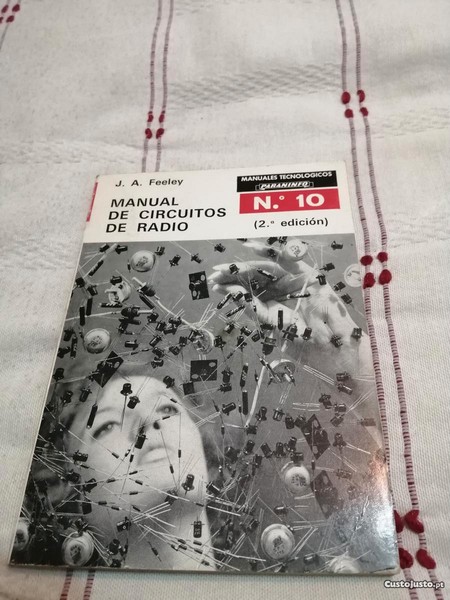 J. A. Feeley
MANUAL
DE CIRCUITOS
DE RADIO
MANUALES TECNOLOGICOS
PARANINFO
N.º 10
(2.ª edición)
© CustoJusto.pt